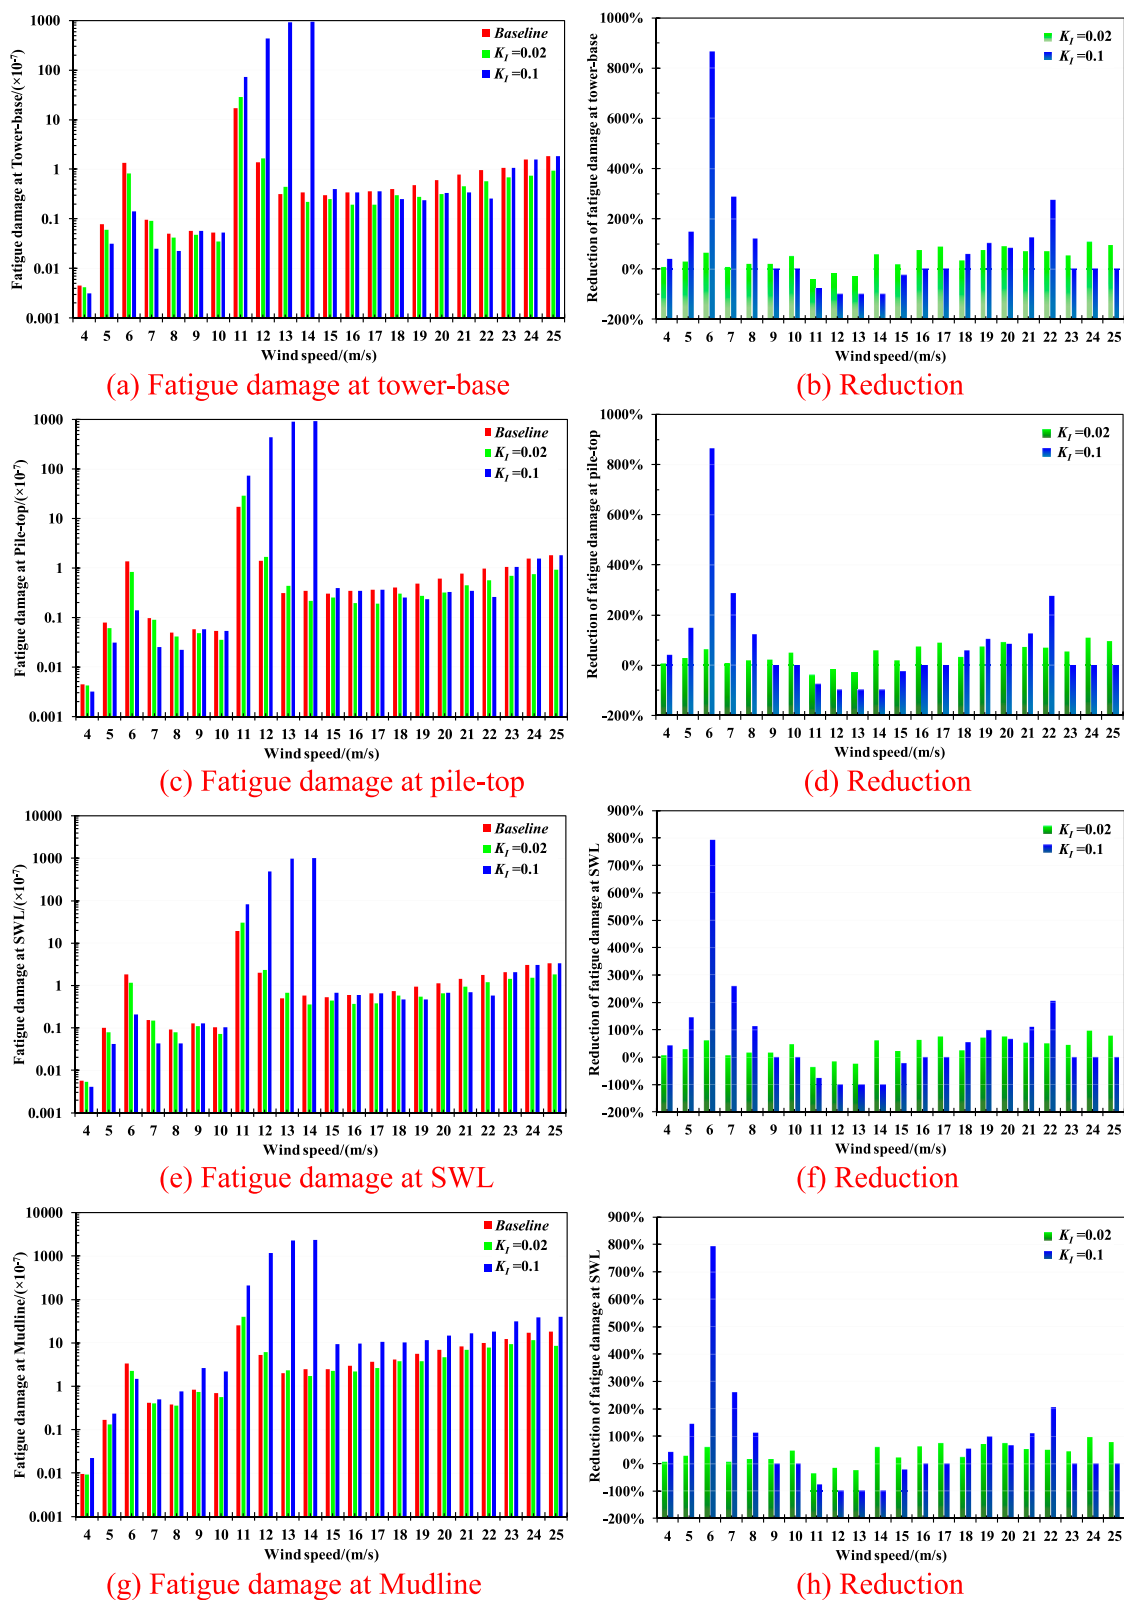 1000
100
10
1
0.1
0.01
0.001
Fatigue damage at Tower-base/(×10⁻⁷)
Baseline
K_I=0.02
K_I=0.1
4 5 6 7 8 9 10 11 12 13 14 15 16 17 18 19 20 21 22 23 24 25
Wind speed/(m/s)
(a) Fatigue damage at tower-base
1000%
800%
600%
400%
200%
0%
-200%
Reduction of fatigue damage at tower-base
K_I=0.02
K_I=0.1
4 5 6 7 8 9 10 11 12 13 14 15 16 17 18 19 20 21 22 23 24 25
Wind speed/(m/s)
(b) Reduction
1000
100
10
1
0.1
0.01
0.001
Fatigue damage at Pile-top/(×10⁻⁷)
Baseline
K_I=0.02
K_I=0.1
4 5 6 7 8 9 10 11 12 13 14 15 16 17 18 19 20 21 22 23 24 25
Wind speed/(m/s)
(c) Fatigue damage at pile-top
1000%
800%
600%
400%
200%
0%
-200%
Reduction of fatigue damage at pile-top
K_I=0.02
K_I=0.1
4 5 6 7 8 9 10 11 12 13 14 15 16 17 18 19 20 21 22 23 24 25
Wind speed/(m/s)
(d) Reduction
10000
1000
100
10
1
0.1
0.01
0.001
Fatigue damage at SWL/(×10⁻⁷)
Baseline
K_I=0.02
K_I=0.1
4 5 6 7 8 9 10 11 12 13 14 15 16 17 18 19 20 21 22 23 24 25
Wind speed/(m/s)
(e) Fatigue damage at SWL
900%
800%
700%
600%
500%
400%
300%
200%
100%
0%
-100%
-200%
Reduction of fatigue damage at SWL
K_I=0.02
K_I=0.1
4 5 6 7 8 9 10 11 12 13 14 15 16 17 18 19 20 21 22 23 24 25
Wind speed/(m/s)
(f) Reduction
10000
1000
100
10
1
0.1
0.01
0.001
Fatigue damage at Mudline/(×10⁻⁷)
Baseline
K_I=0.02
K_I=0.1
4 5 6 7 8 9 10 11 12 13 14 15 16 17 18 19 20 21 22 23 24 25
Wind speed/(m/s)
(g) Fatigue damage at Mudline
900%
800%
700%
600%
500%
400%
300%
200%
100%
0%
-100%
-200%
Reduction of fatigue damage at SWL
K_I=0.02
K_I=0.1
4 5 6 7 8 9 10 11 12 13 14 15 16 17 18 19 20 21 22 23 24 25
Wind speed/(m/s)
(h) Reduction